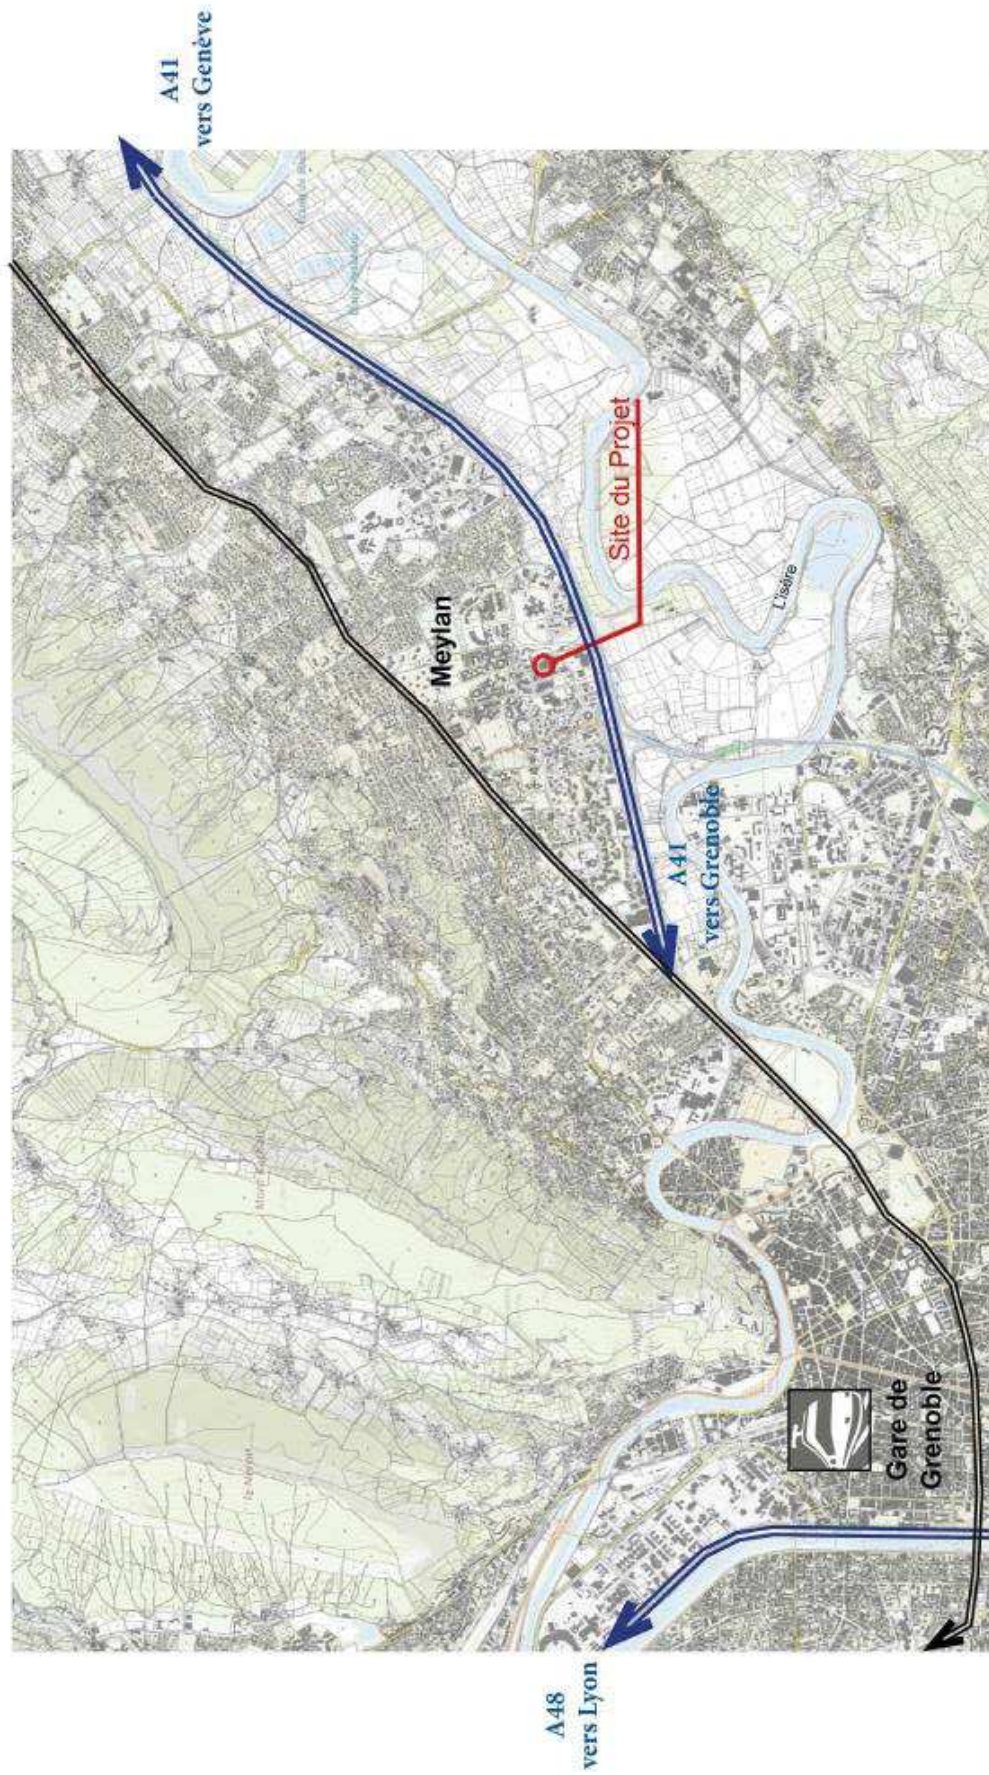 A41
vers Genève
Meylan
Site du Projet
L'isère
A41
vers Grenoble
Gare de
Grenoble
A48
vers Lyon